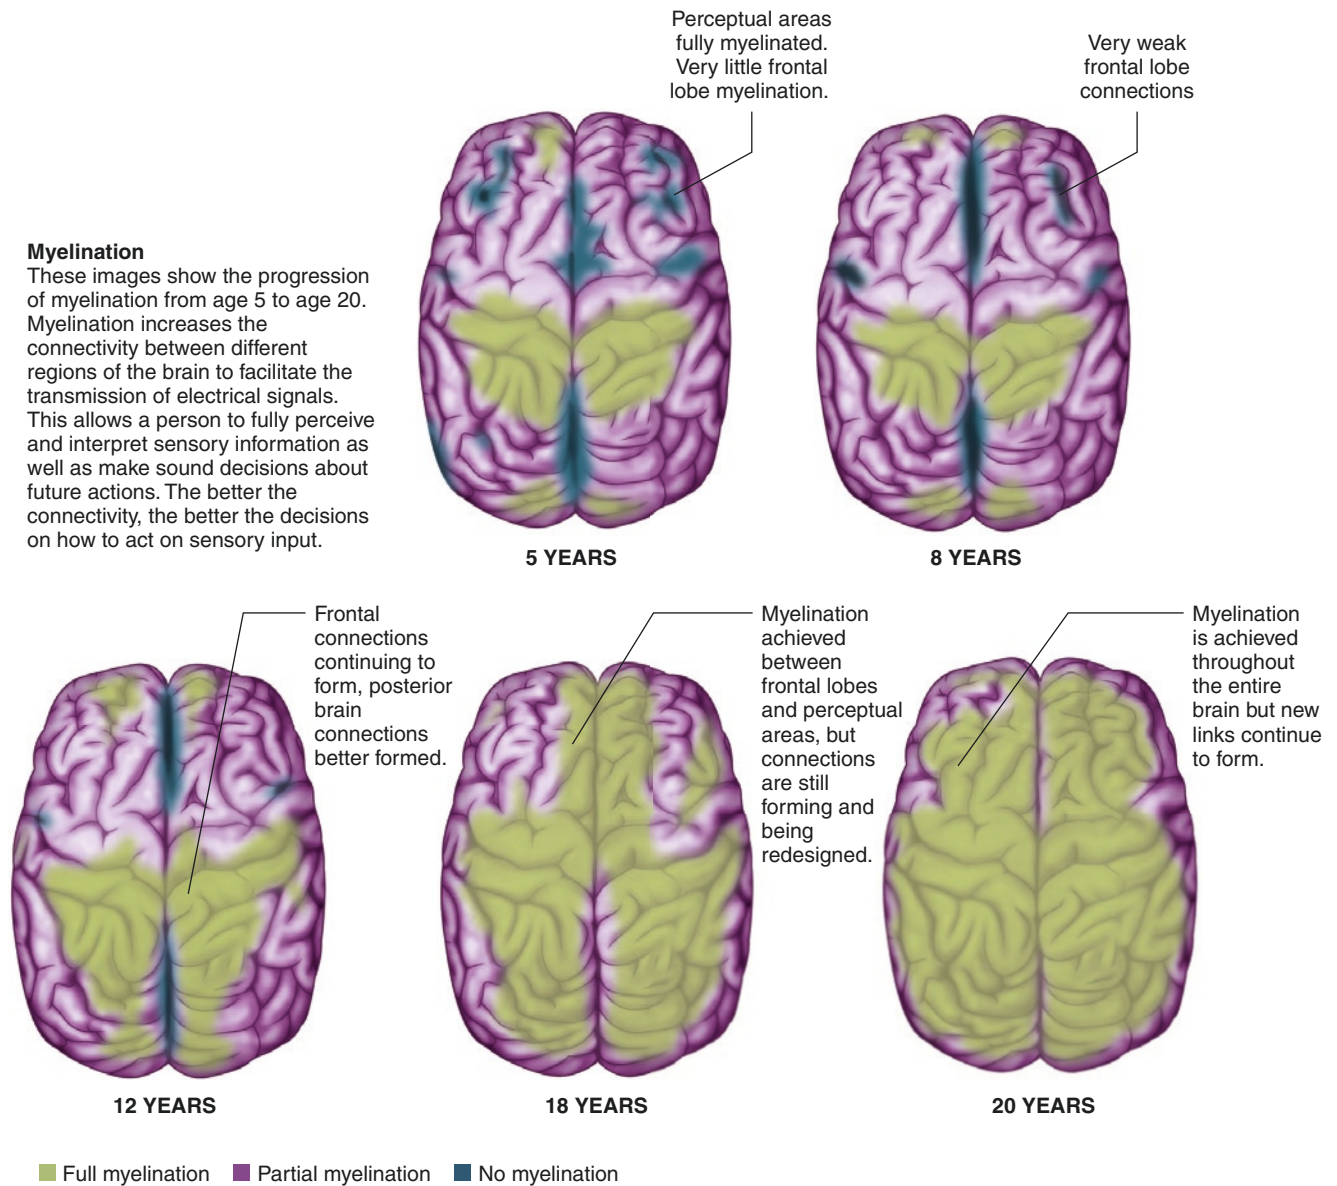 Perceptual areas
fully myelinated.
Very little frontal
lobe myelination.
Very weak
frontal lobe
connections
Myelination
These images show the progression
of myelination from age 5 to age 20.
Myelination increases the
connectivity between different
regions of the brain to facilitate the
transmission of electrical signals.
This allows a person to fully perceive
and interpret sensory information as
well as make sound decisions about
future actions. The better the
connectivity, the better the decisions
on how to act on sensory input.
5 YEARS
8 YEARS
Frontal
connections
continuing to
form, posterior
brain
connections
better formed.
Myelination
achieved
between
frontal lobes
and perceptual
areas, but
connections
are still
forming and
being
redesigned.
Myelination
is achieved
throughout
the entire
brain but new
links continue
to form.
12 YEARS
18 YEARS
20 YEARS
Full myelination
Partial myelination
No myelination